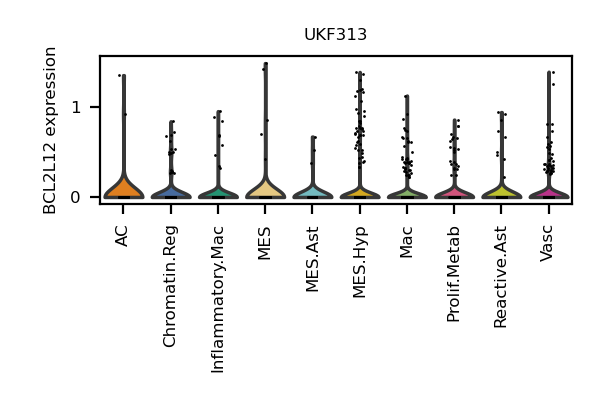 UKF313
BCL2L12 expression
1
0
AC
Chromatin.Reg
Inflammatory.Mac
MES
MES.Ast
MES.Hyp
Mac
Prolif.Metab
Reactive.Ast
Vasc